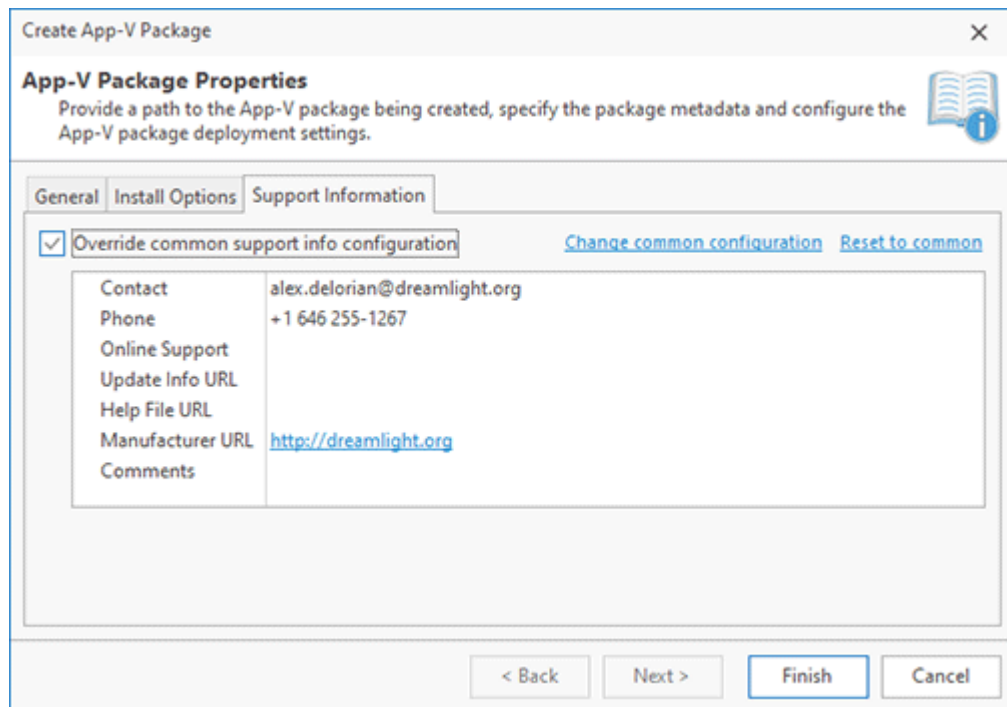 Create App-V Package
App-V Package Properties
Provide a path to the App-V package being created, specify the package metadata and configure the
App-V package deployment settings.
General Install Options Support Information
Override common support info configuration Change common configuration Reset to common
Contact alex.delorian@dreamlight.org
Phone +1 646 255-1267
Online Support
Update Info URL
Help File URL
Manufacturer URL http://dreamlight.org
Comments
< Back Next > Finish Cancel